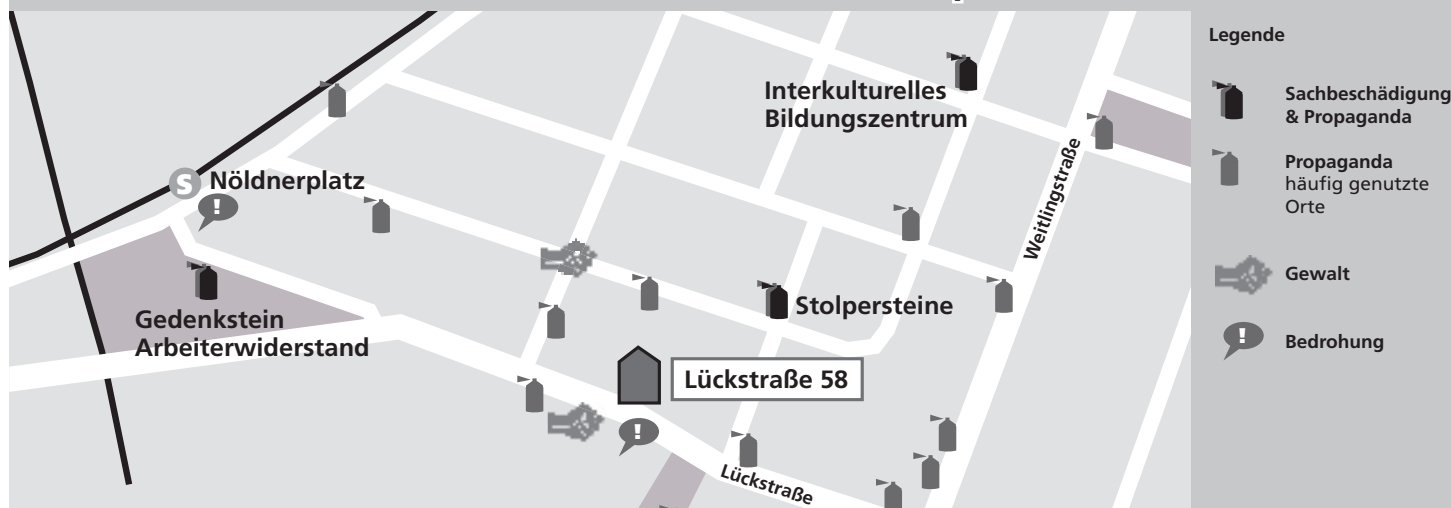 Interkulturelles
Bildungszentrum
S Nöldnerplatz
!
Weitlingstraße
Gedenkstein
Arbeiterwiderstand
Stolpersteine
Lückstraße 58
!
Lückstraße
Legende
Sachbeschädigung
& Propaganda
Propaganda
häufig genutzte
Orte
Gewalt
!
Bedrohung